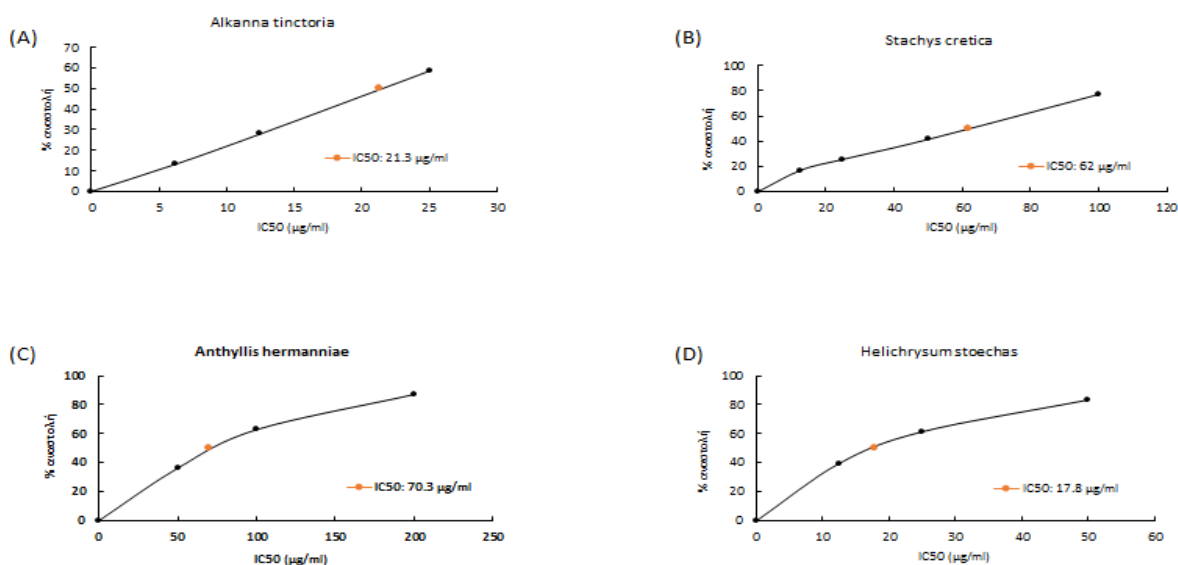 (A)
Alkanna tinctoria
70
60
50
40
30
20
10
0
% αναστολή
IC50: 21.3 μg/ml
0 5 10 15 20 25 30
IC50 (μg/ml)
(B)
Stachys cretica
100
80
60
40
20
0
% αναστολή
IC50: 62 μg/ml
0 20 40 60 80 100 120
IC50 (μg/ml)
(C)
Anthyllis hermanniae
100
80
60
40
20
0
% αναστολή
IC50: 70.3 μg/ml
0 50 100 150 200 250
IC50 (μg/ml)
(D)
Helichrysum stoechas
100
80
60
40
20
0
% αναστολή
IC50: 17.8 μg/ml
0 10 20 30 40 50 60
IC50 (μg/ml)